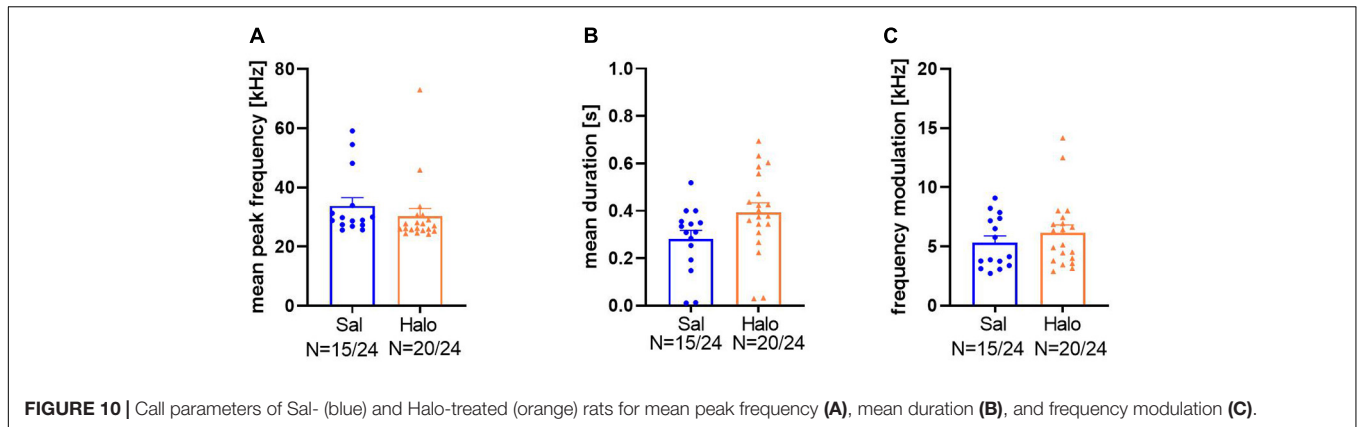 A
B
C
mean peak frequency [kHz]
80
60
40
20
0
Sal
Halo
N=15/24
N=20/24
mean duration [s]
1.0
0.8
0.6
0.4
0.2
0.0
Sal
Halo
N=15/24
N=20/24
frequency modulation [kHz]
20
15
10
5
0
Sal
Halo
N=15/24
N=20/24
FIGURE 10 | Call parameters of Sal- (blue) and Halo-treated (orange) rats for mean peak frequency (A), mean duration (B), and frequency modulation (C).